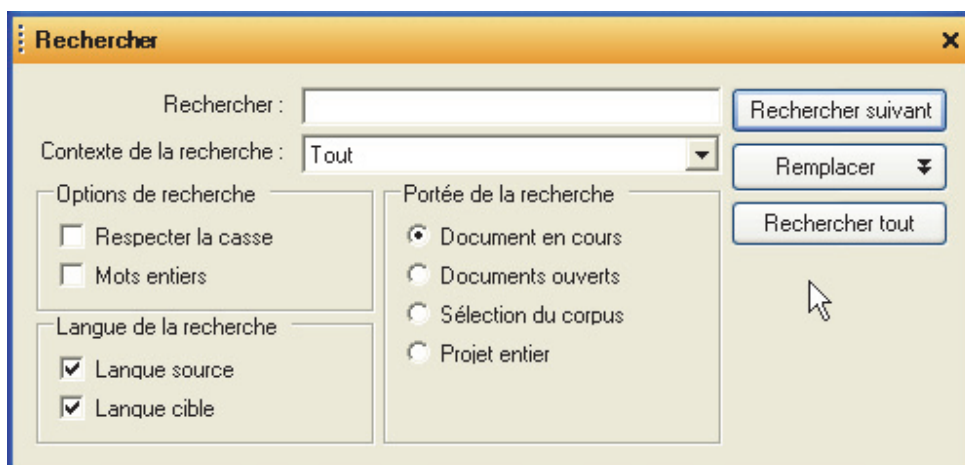 Rechercher
Rechercher :
Rechercher suivant
Contexte de la recherche :
Tout
Remplacer
Options de recherche
Respecter la casse
Mots entiers
Portée de la recherche
Document en cours
Documents ouverts
Sélection du corpus
Projet entier
Rechercher tout
Langue de la recherche
Langue source
Langue cible